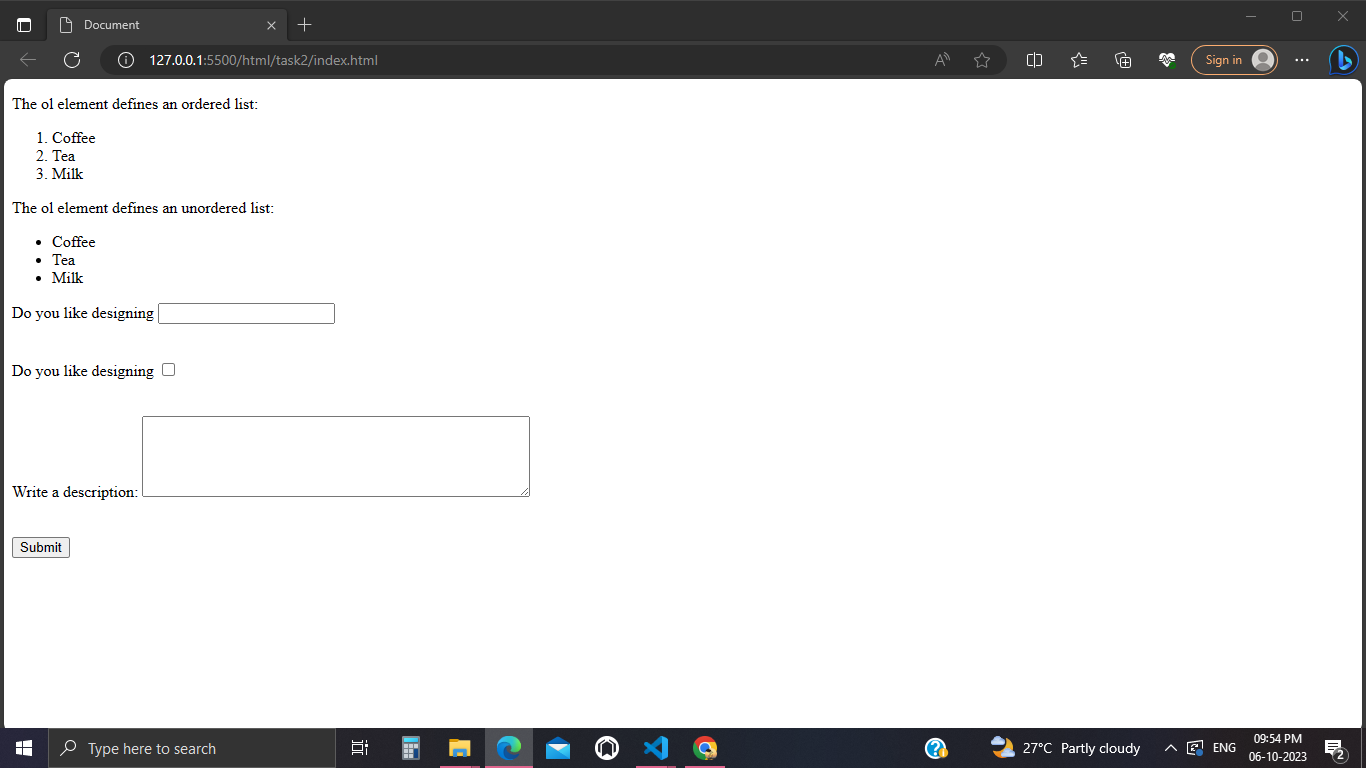 Document
127.0.0.1:5500/html/task2/index.html
Sign in
The ol element defines an ordered list:
1. Coffee
2. Tea
3. Milk
The ol element defines an unordered list:
• Coffee
• Tea
• Milk
Do you like designing
Do you like designing
Write a description:
Submit
Type here to search
27°C Partly cloudy
ENG
09:54 PM
06-10-2023
2